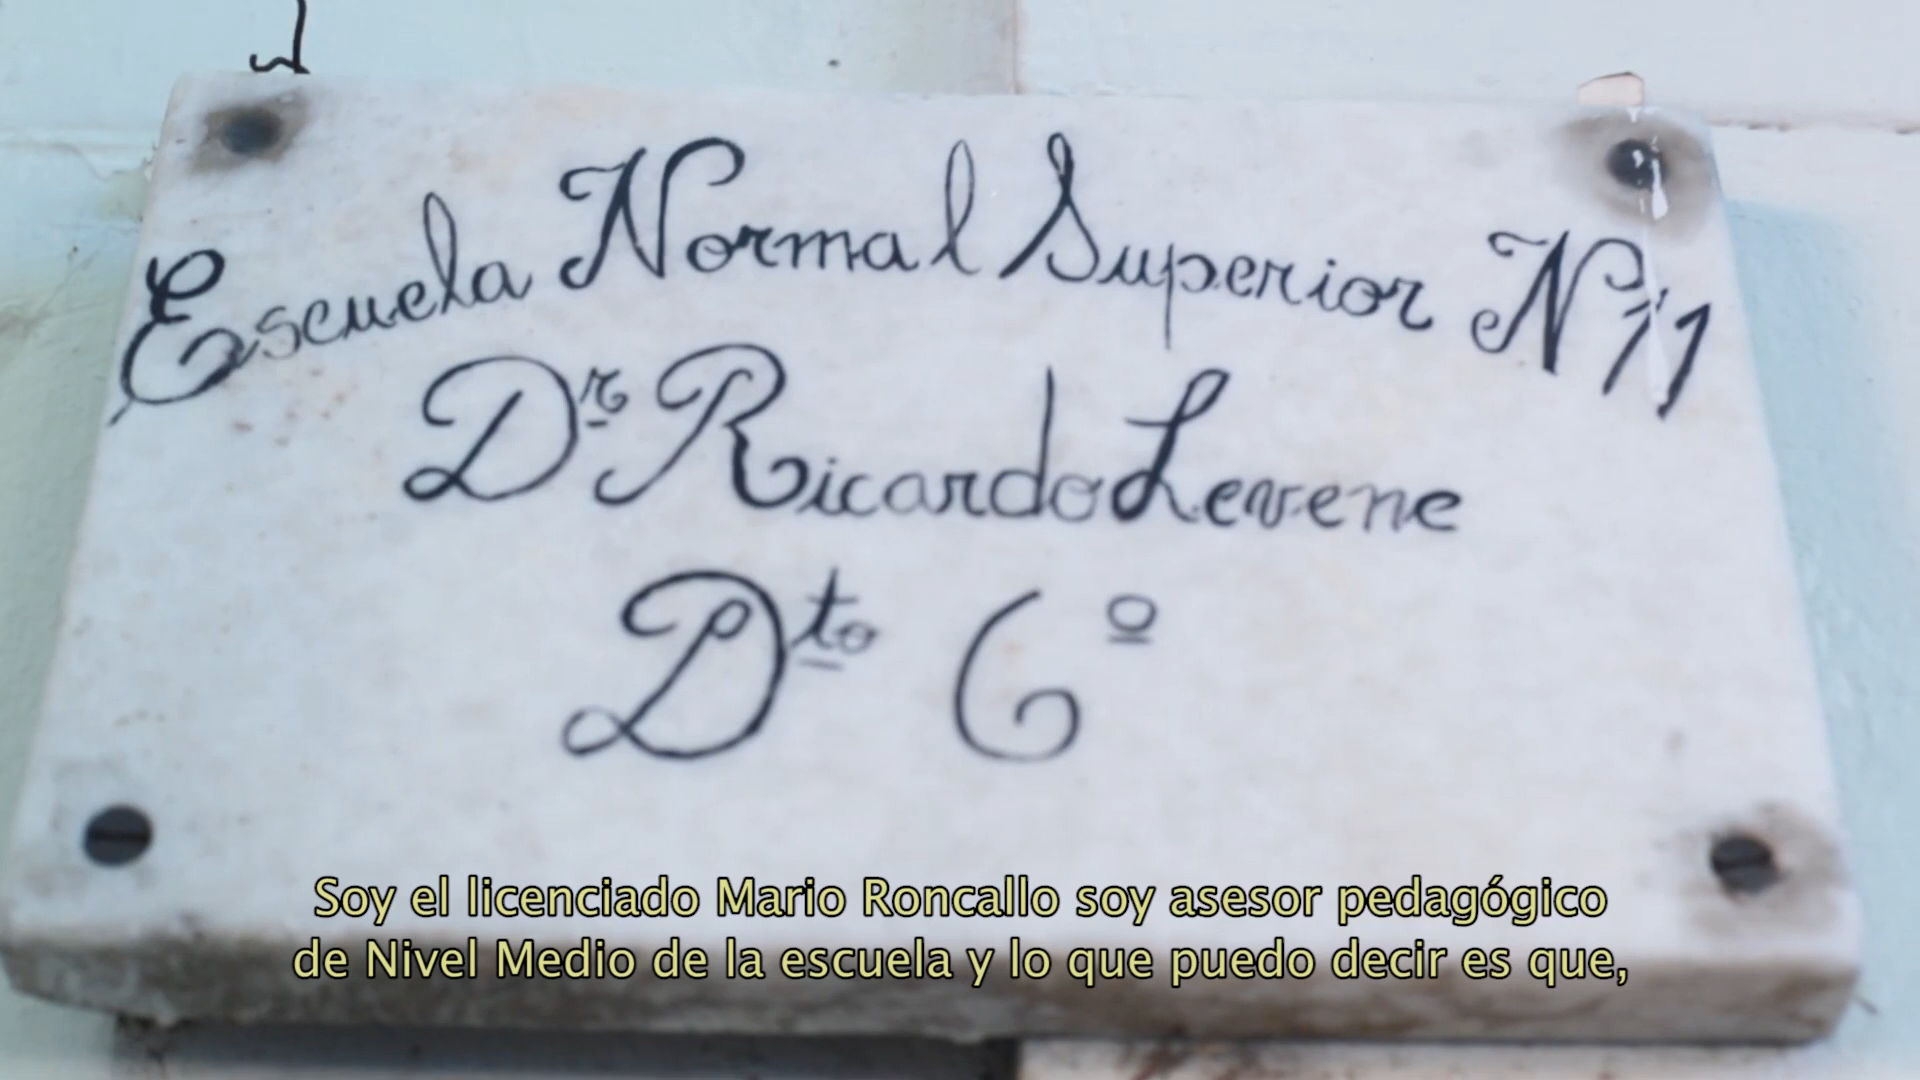 Escuela Normal Superior N 11
Dr Ricardo Levene
Dto 6º
Soy el licenciado Mario Roncallo soy asesor pedagógico
de Nivel Medio de la escuela y lo que puedo decir es que,